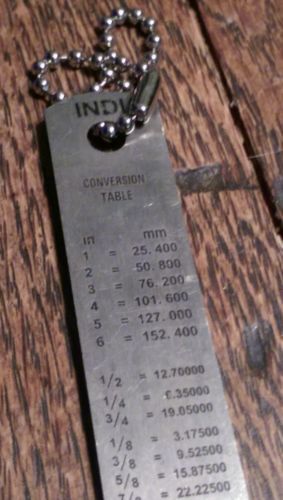 INDU
CONVERSION
TABLE
in mm
1 = 25.400
2 = 50.800
3 = 76.200
4 = 101.600
5 = 127.000
6 = 152.400
1/2 = 12.70000
1/4 = 6.35000
3/4 = 19.05000
1/8 = 3.17500
3/8 = 9.52500
5/8 = 15.87500
7/8 = 22.22500